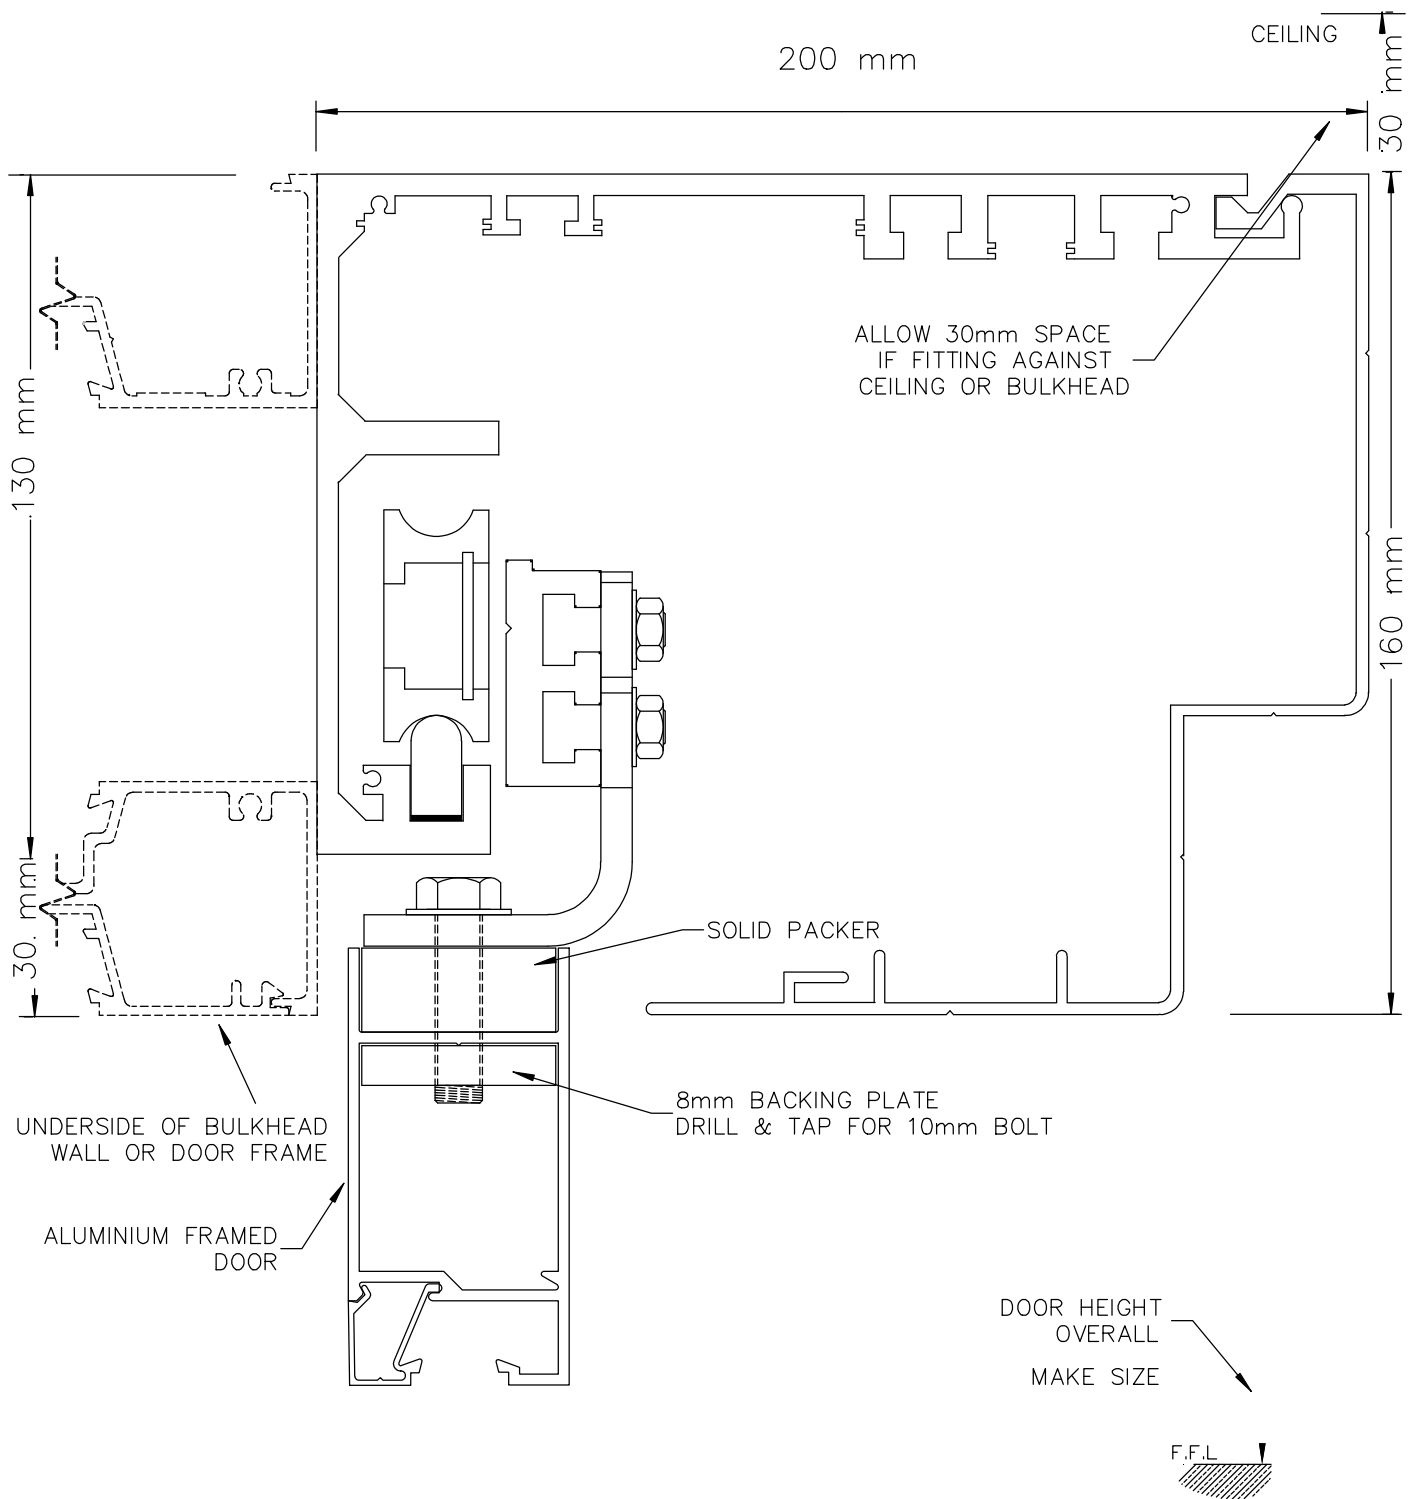 CEILING
200 mm
30 mm
ALLOW 30mm SPACE
IF FITTING AGAINST
CEILING OR BULKHEAD
130 mm
160 mm
30. mm
SOLID PACKER
8mm BACKING PLATE
DRILL & TAP FOR 10mm BOLT
UNDERSIDE OF BULKHEAD
WALL OR DOOR FRAME
ALUMINIUM FRAMED
DOOR
DOOR HEIGHT
OVERALL
MAKE SIZE
F.F.L